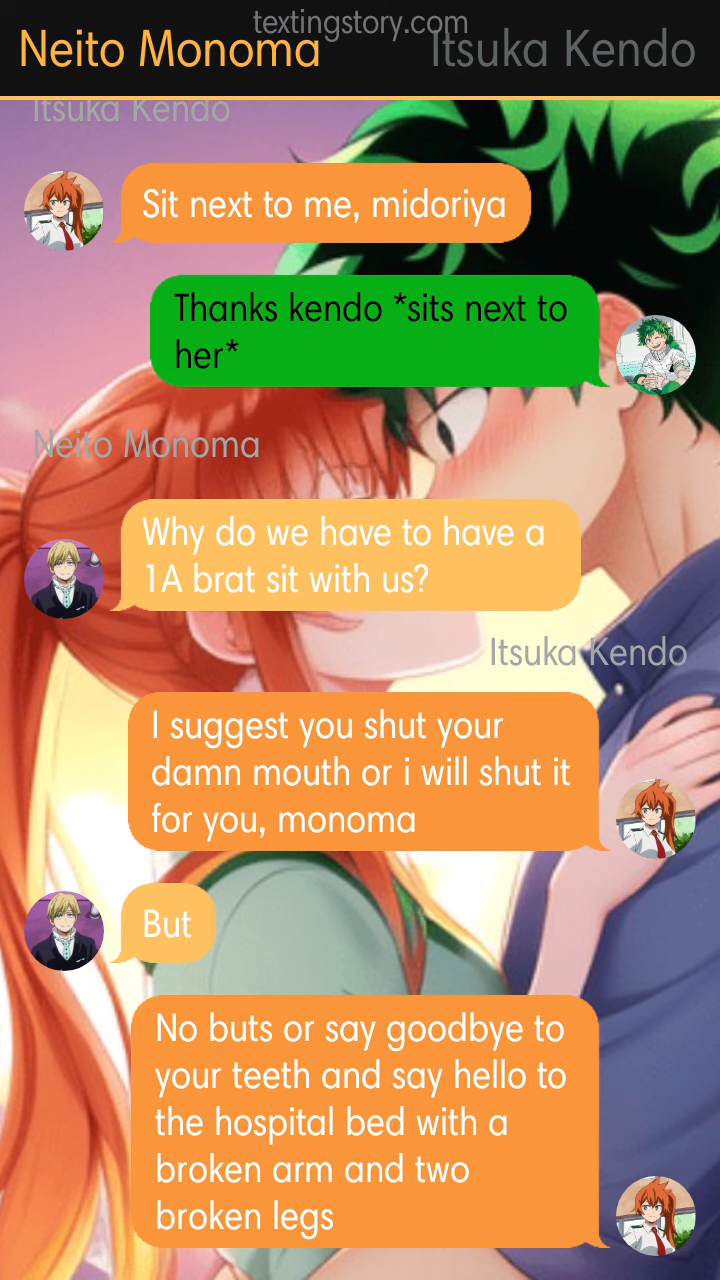 textingstory.com
Neito Monoma
Itsuka Kendo
Itsuka Kendo
Sit next to me, midoriya
Thanks kendo *sits next to
her*
Neito Monoma
Why do we have to have a
1A brat sit with us?
Itsuka Kendo
I suggest you shut your
damn mouth or i will shut it
for you, monoma
But
No buts or say goodbye to
your teeth and say hello to
the hospital bed with a
broken arm and two
broken legs